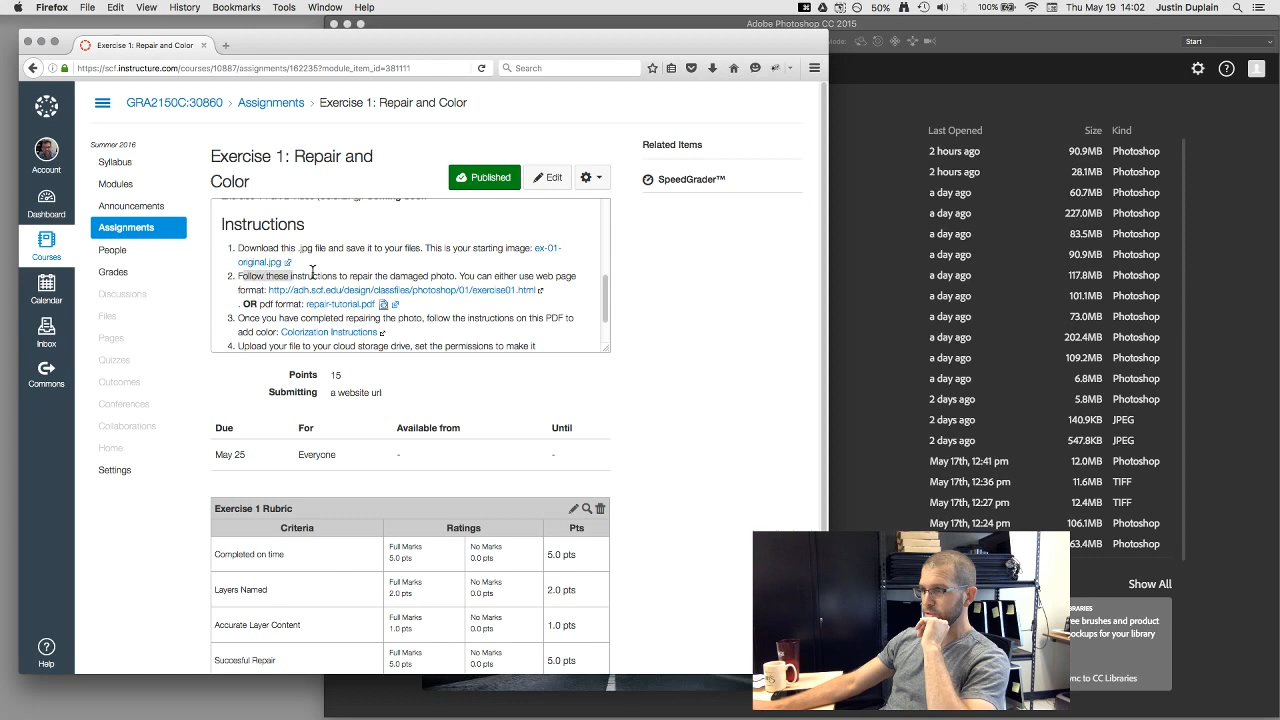 Firefox File Edit View History Bookmarks Tools Window Help
50% 100% Thu May 19 14:02 Justin Duplain
Adobe Photoshop CC 2015
Exercise 1: Repair and Color
Mode: Start
https://scf.instructure.com/courses/10887/assignments/162235?module_item_id=381111
Search
GRA2150C:30860 > Assignments > Exercise 1: Repair and Color
Account
Dashboard
Courses
Calendar
Inbox
Commons
Help
Summer 2016
Syllabus
Modules
Announcements
Assignments
People
Grades
Discussions
Files
Pages
Quizzes
Outcomes
Conferences
Collaborations
Home
Settings
Exercise 1: Repair and
Color
Published
Edit
Related Items
SpeedGrader™
Instructions
1. Download this .jpg file and save it to your files. This is your starting image: ex-01-
original.jpg
2. Follow these instructions to repair the damaged photo. You can either use web page
format: http://adh.scf.edu/design/classfiles/photoshop/01/exercise01.html
. OR pdf format: repair-tutorial.pdf
3. Once you have completed repairing the photo, follow the instructions on this PDF to
add color: Colorization Instructions
4. Upload your file to your cloud storage drive, set the permissions to make it
Points 15
Submitting a website url
Due For Available from Until
May 25 Everyone - -
Exercise 1 Rubric
Criteria Ratings Pts
Completed on time Full Marks 5.0 pts No Marks 0.0 pts 5.0 pts
Layers Named Full Marks 2.0 pts No Marks 0.0 pts 2.0 pts
Accurate Layer Content Full Marks 1.0 pts No Marks 0.0 pts 1.0 pts
Succesful Repair Full Marks 5.0 pts No Marks 0.0 pts 5.0 pts
Last Opened Size Kind
2 hours ago 90.9MB Photoshop
2 hours ago 28.1MB Photoshop
a day ago 60.7MB Photoshop
a day ago 227.0MB Photoshop
a day ago 83.5MB Photoshop
a day ago 90.9MB Photoshop
a day ago 117.8MB Photoshop
a day ago 101.1MB Photoshop
a day ago 73.0MB Photoshop
a day ago 202.4MB Photoshop
a day ago 109.2MB Photoshop
a day ago 6.8MB Photoshop
2 days ago 5.8MB Photoshop
2 days ago 140.9KB JPEG
2 days ago 547.8KB JPEG
May 17th, 12:41 pm 12.0MB Photoshop
May 17th, 12:36 pm 11.6MB TIFF
May 17th, 12:27 pm 12.4MB TIFF
May 17th, 12:24 pm 106.1MB Photoshop
63.4MB Photoshop
Show All
RARIES
ree brushes and product
ockups for your library
ync to CC Libraries